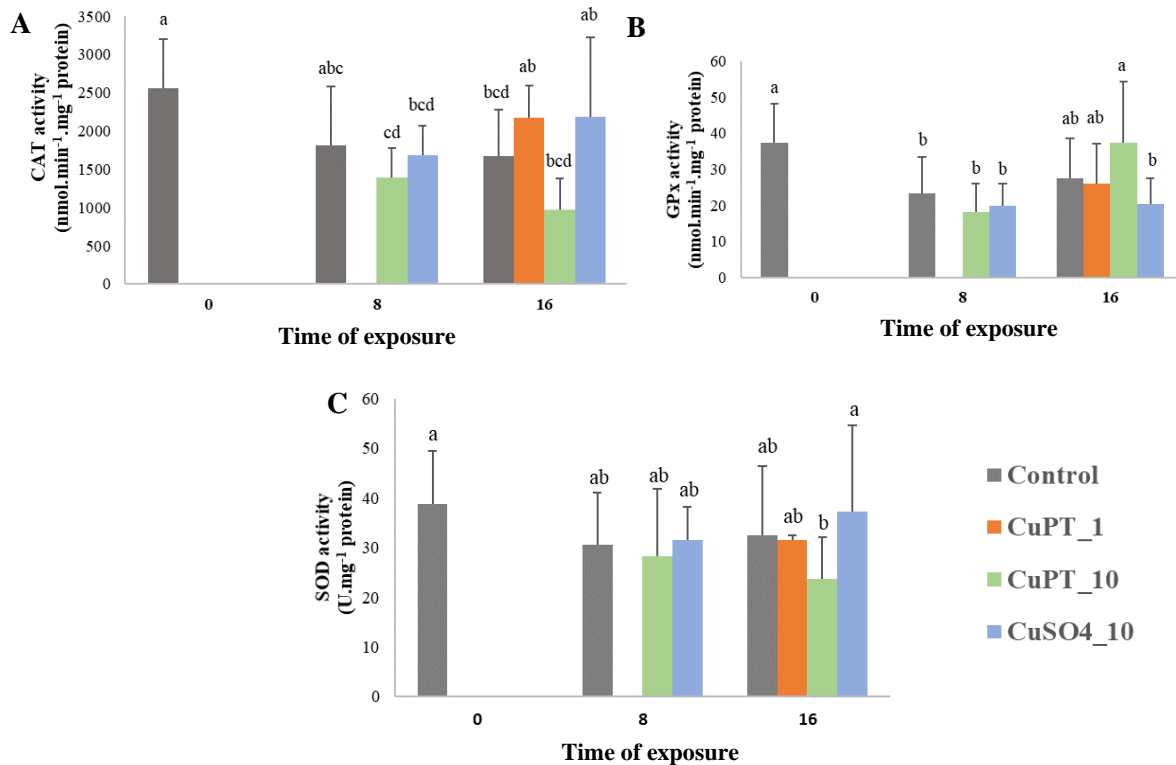 A
CAT activity
(nmol.min⁻¹.mg⁻¹ protein)
3500
3000
2500
2000
1500
1000
500
0
a
abc
cd
bcd
bcd
ab
bcd
ab
0 8 16
Time of exposure
B
GPx activity
(nmol.min⁻¹.mg⁻¹ protein)
60
50
40
30
20
10
0
a
b
b
b
ab
ab
a
b
0 8 16
Time of exposure
C
SOD activity
(U.mg⁻¹ protein)
60
50
40
30
20
10
0
a
ab
ab
ab
ab
ab
b
a
0 8 16
Time of exposure
Control
CuPT_1
CuPT_10
CuSO4_10